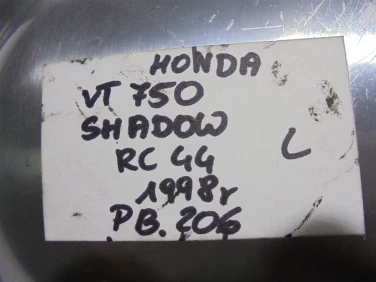 HONDA
VT 750
SHADOW
L
RC 44
1998r
PB. 206